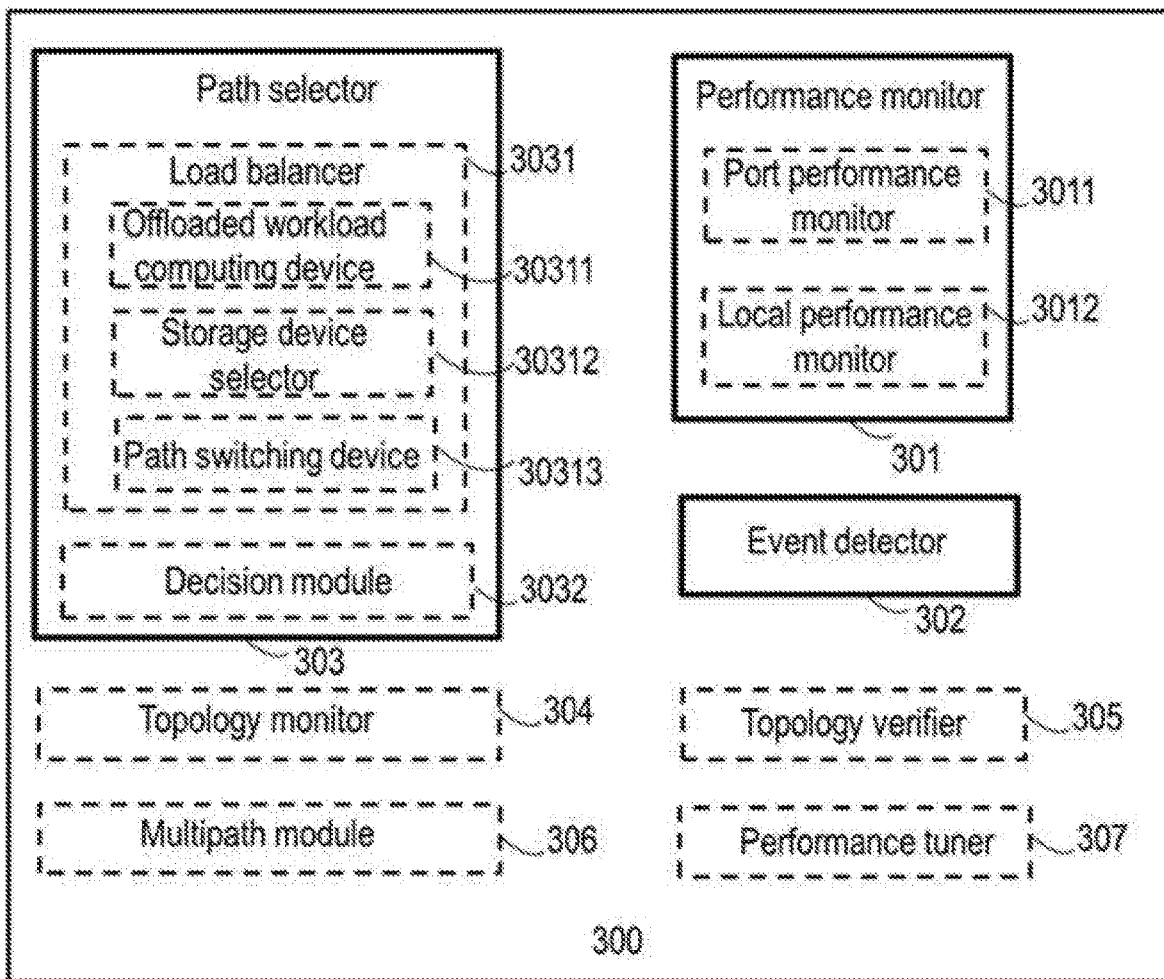 Path selector
Load balancer
3031
Offloaded workload
computing device
30311
Storage device
selector
30312
Path switching device
30313
Decision module
3032
303
Performance monitor
Port performance
monitor
3011
Local performance
monitor
3012
301
Event detector
302
Topology monitor
304
Topology verifier
305
Multipath module
306
Performance tuner
307
300